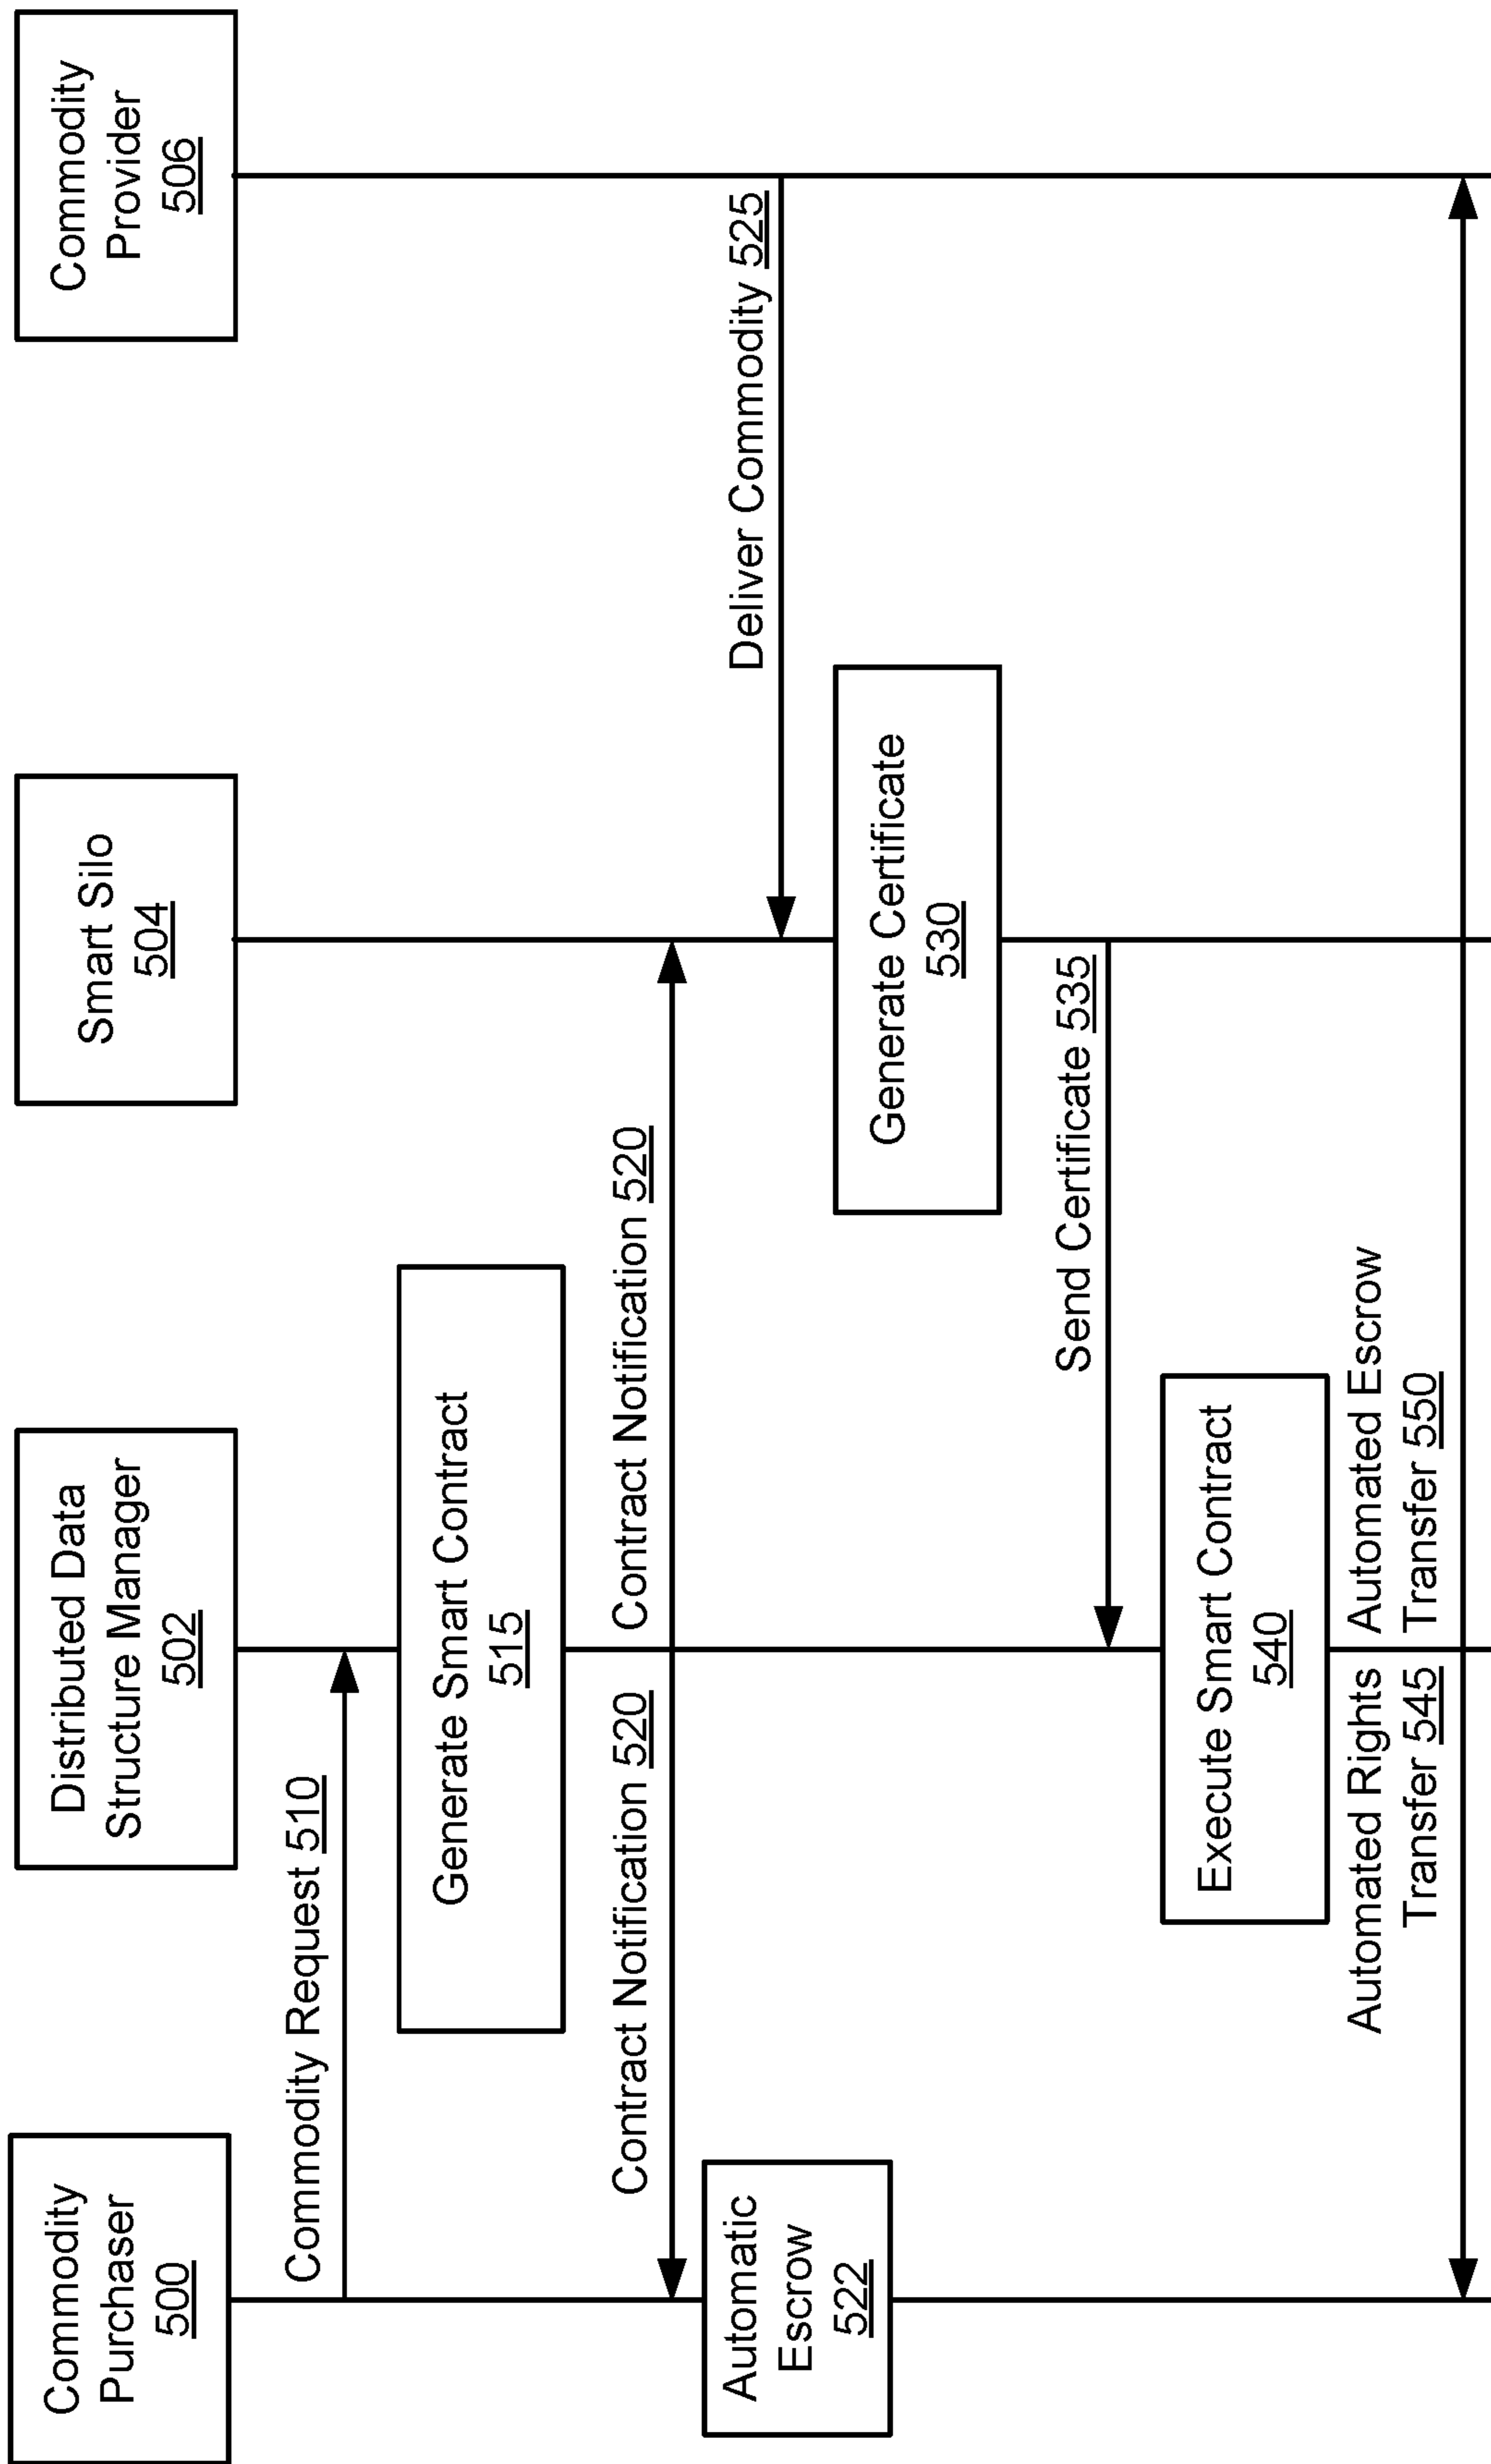 Commodity
Purchaser
500
Distributed Data
Structure Manager
502
Smart Silo
504
Commodity
Provider
506
Commodity Request 510
Generate Smart Contract
515
Contract Notification 520
Contract Notification 520
Automatic
Escrow
522
Deliver Commodity 525
Generate Certificate
530
Send Certificate 535
Execute Smart Contract
540
Automated Rights
Transfer 545
Automated Escrow
Transfer 550